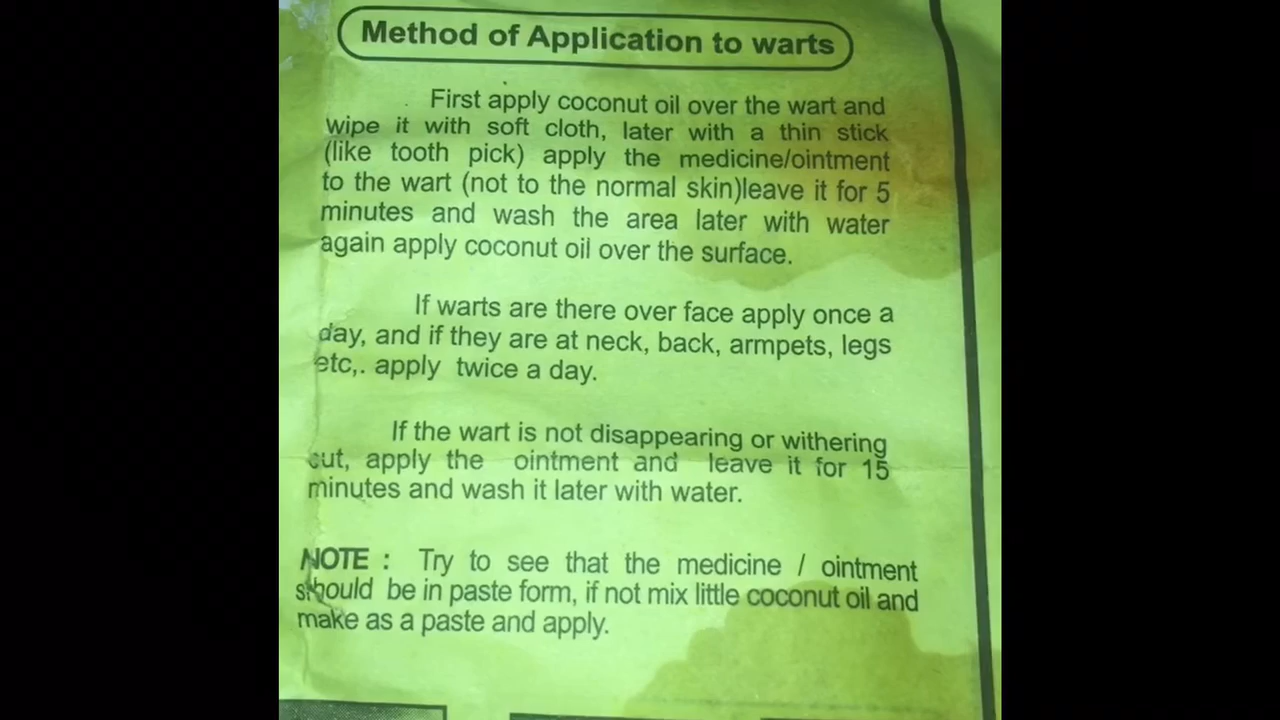 Method of Application to warts
First apply coconut oil over the wart and
wipe it with soft cloth, later with a thin stick
(like tooth pick) apply the medicine/ointment
to the wart (not to the normal skin)leave it for 5
minutes and wash the area later with water
again apply coconut oil over the surface.
If warts are there over face apply once a
day, and if they are at neck, back, armpets, legs
etc,. apply twice a day.
If the wart is not disappearing or withering
out, apply the ointment and leave it for 15
minutes and wash it later with water.
NOTE : Try to see that the medicine / ointment
should be in paste form, if not mix little coconut oil and
make as a paste and apply.